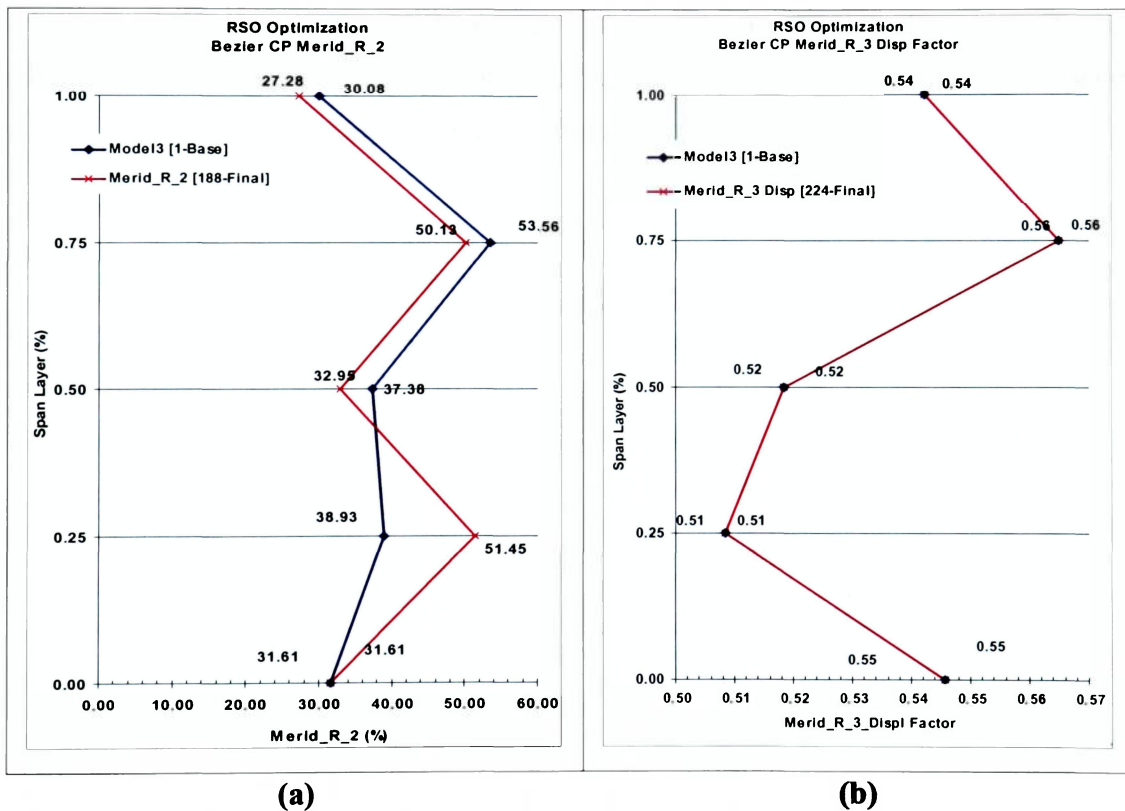 RSO Optimization
Bezier CP Merid_R_2
27.28
30.08
1.00
Model3 [1-Base]
Merid_R_2 [188-Final]
50.13
53.56
0.75
32.95
37.38
0.50
Span Layer (%)
38.93
0.25
51.45
31.61
31.61
0.00
0.00 10.00 20.00 30.00 40.00 50.00 60.00
Merid_R_2 (%)
(a)
RSO Optimization
Bezier CP Merid_R_3 Disp Factor
0.54 0.54
1.00
Model3 [1-Base]
Merid_R_3 Disp [224-Final]
0.56 0.56
0.75
0.52 0.52
0.50
Span Layer (%)
0.51 0.51
0.25
0.55
0.55
0.00
0.50 0.51 0.52 0.53 0.54 0.55 0.56 0.57
Merid_R_3_Displ Factor
(b)